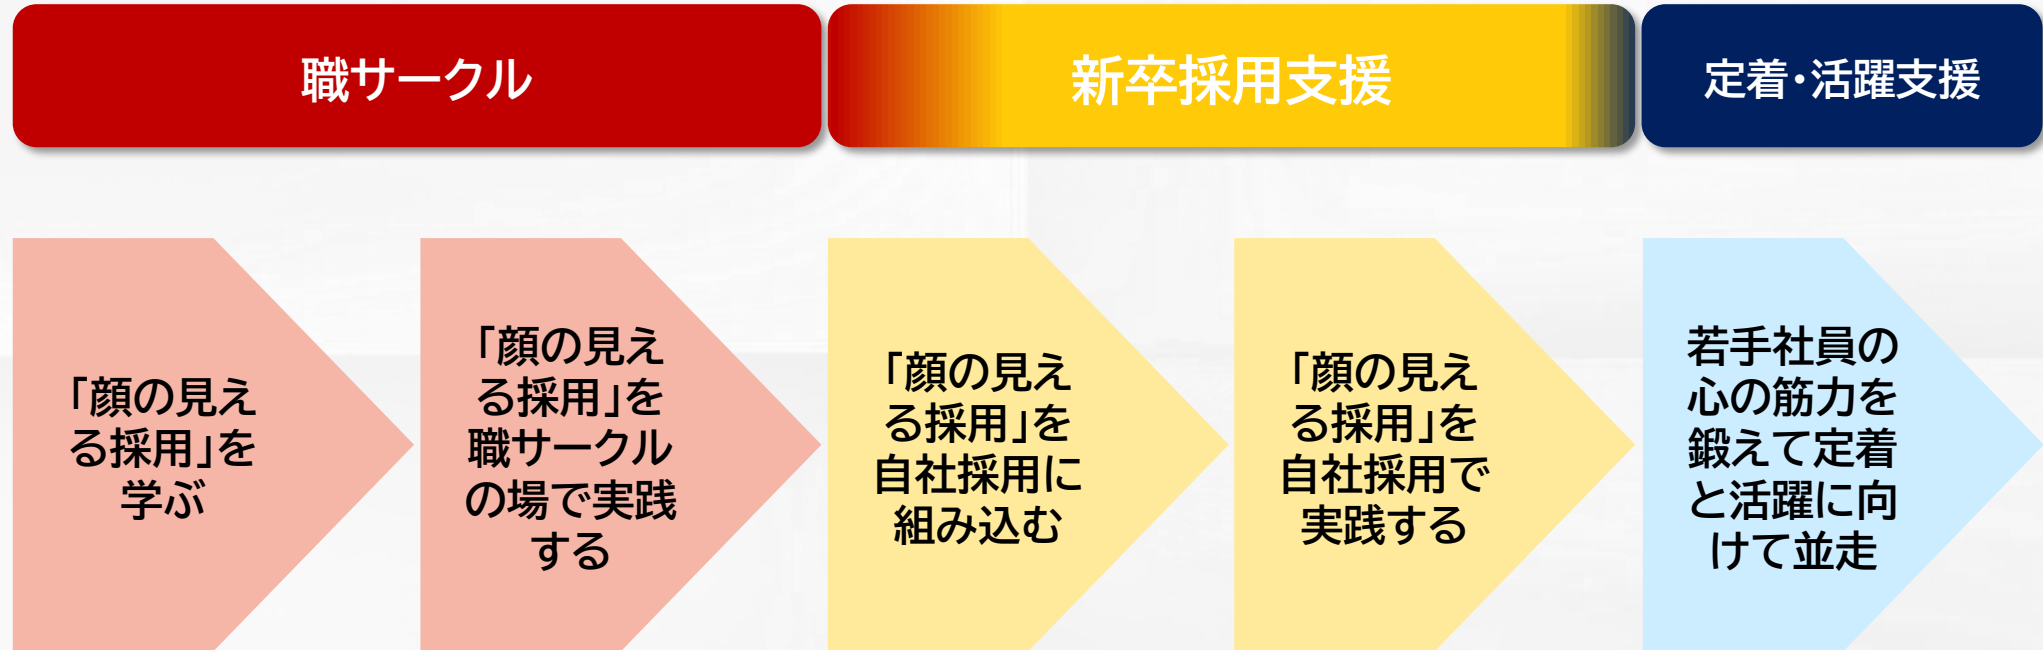 職サークル
新卒採用支援
定着・活躍支援
「顔の見え
る採用」を
学ぶ
「顔の見え
る採用」を
職サークル
の場で実践
する
「顔の見え
る採用」を
自社採用に
組み込む
「顔の見え
る採用」を
自社採用で
実践する
若手社員の
心の筋力を
鍛えて定着
と活躍に向
けて並走